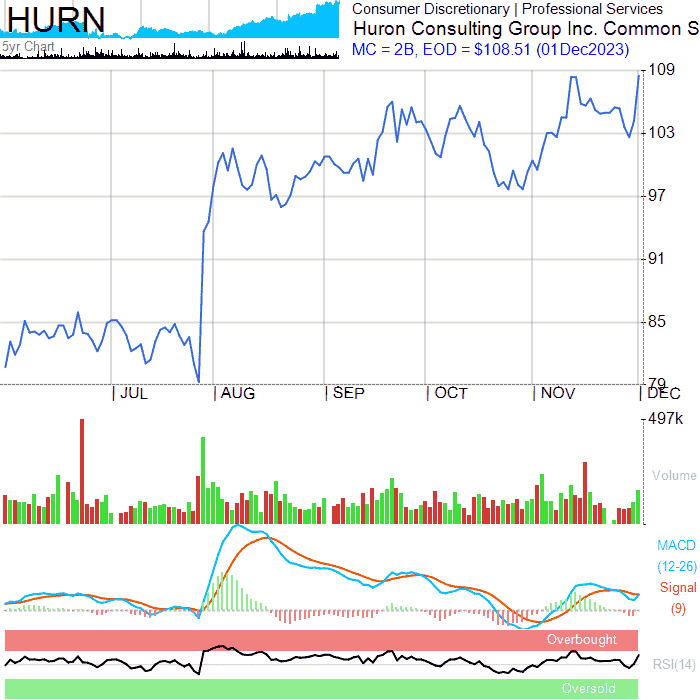 HURN
5yr Chart
Consumer Discretionary | Professional Services
Huron Consulting Group Inc. Common S
MC = 2B, EOD = $108.51 (01Dec2023)
109
103
97
91
85
79
JUL
AUG
SEP
OCT
NOV
DEC
497k
Volume
MACD
(12-26)
Signal
(9)
Overbought
RSI(14)
Oversold